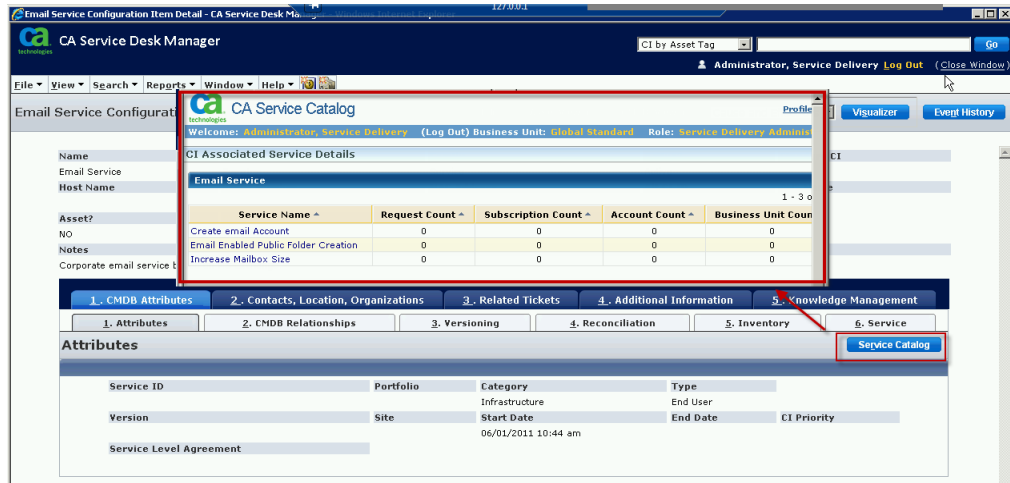 127.0.0.1
Email Service Configuration Item Detail - CA Service Desk Manager - Windows Internet Explorer
ca technologies
CA Service Desk Manager
CI by Asset Tag
Go
Administrator, Service Delivery Log Out (Close Window)
File View Search Reports Window Help
Email Service Configurati
Visualizer
Event History
ca technologies
CA Service Catalog
Profile
Welcome: Administrator, Service Delivery (Log Out) Business Unit: Global Standard Role: Service Delivery Administ
CI Associated Service Details
Email Service
1 - 3 o
Service Name Request Count Subscription Count Account Count Business Unit Coun
Create email Account 0 0 0 0
Email Enabled Public Folder Creation 0 0 0 0
Increase Mailbox Size 0 0 0 0
Name
CI
Email Service
Host Name
Asset?
NO
Notes
Corporate email service
1. CMDB Attributes 2. Contacts, Location, Organizations 3. Related Tickets 4. Additional Information 5. Knowledge Management
1. Attributes 2. CMDB Relationships 3. Versioning 4. Reconciliation 5. Inventory 6. Service
Attributes
Service Catalog
Service ID Portfolio Category Type
Infrastructure End User
Version Site Start Date End Date CI Priority
06/01/2011 10:44 am
Service Level Agreement